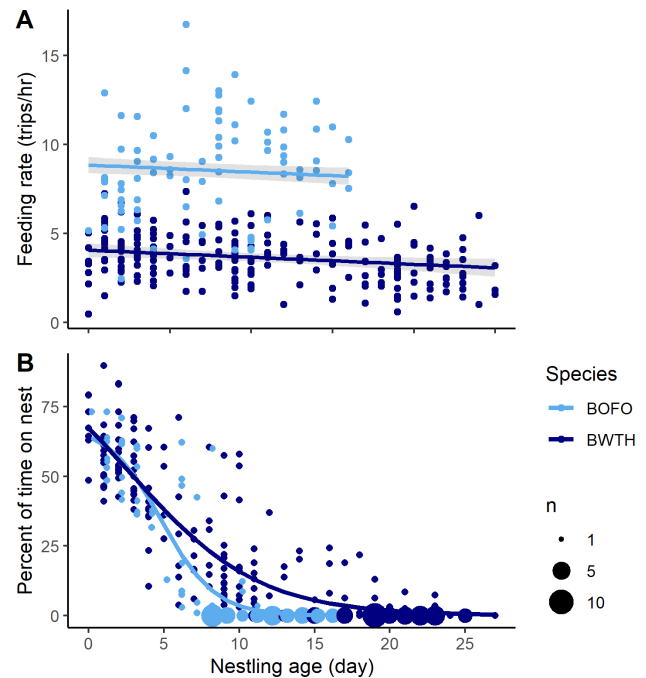 A
Feeding rate (trips/hr)
15
10
5
0
B
Percent of time on nest
75
50
25
0
0 5 10 15 20 25
Nestling age (day)
Species
BOFO
BWTH
n
1
5
10